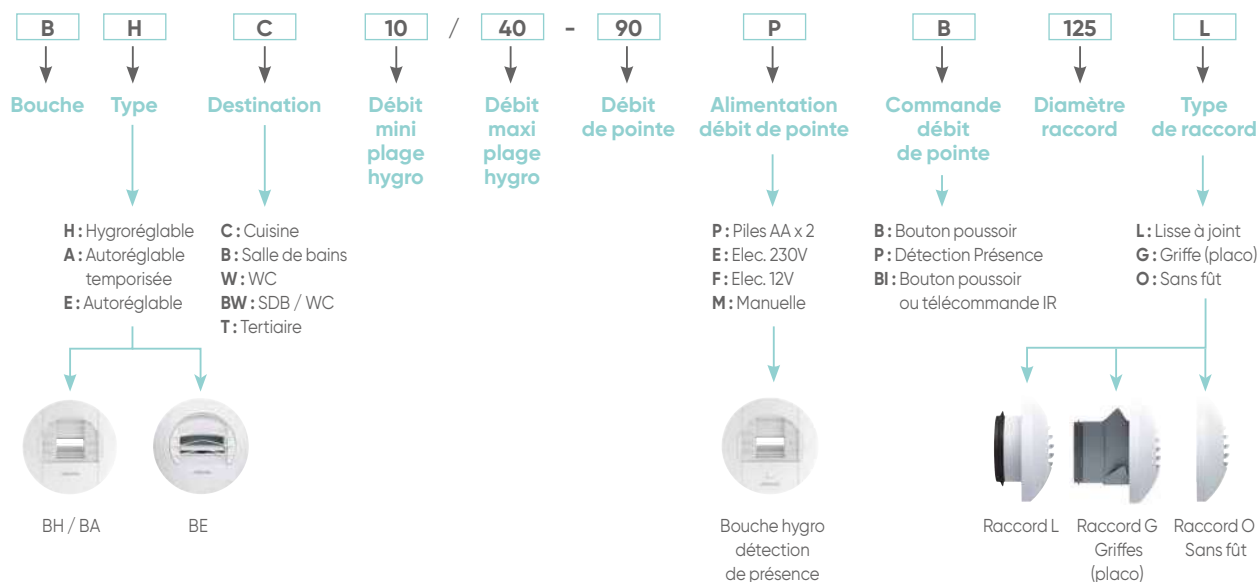 B H C 10 / 40 - 90 P B 125 L
Bouche
Type
Destination
Débit
mini
plage
hygro
Débit
maxi
plage
hygro
Débit
de pointe
Alimentation
débit de pointe
Commande
débit
de pointe
Diamètre
raccord
Type
de raccord
H : Hygroréglable
A : Autoréglable
temporisée
E : Autoréglable
C : Cuisine
B : Salle de bains
W : WC
BW : SDB / WC
T : Tertiaire
P : Piles AA x 2
E : Elec. 230V
F : Elec. 12V
M : Manuelle
B : Bouton poussoir
P : Détection Présence
BI : Bouton poussoir
ou télécommande IR
L : Lisse à joint
G : Griffe (placo)
O : Sans fût
BH / BA
BE
Bouche hygro
détection
de présence
Raccord L
Raccord G
Griffes
(placo)
Raccord O
Sans fût